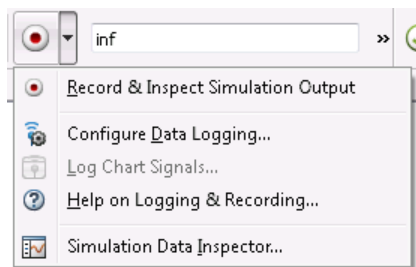 inf »
Record & Inspect Simulation Output
Configure Data Logging...
Log Chart Signals...
Help on Logging & Recording...
Simulation Data Inspector...